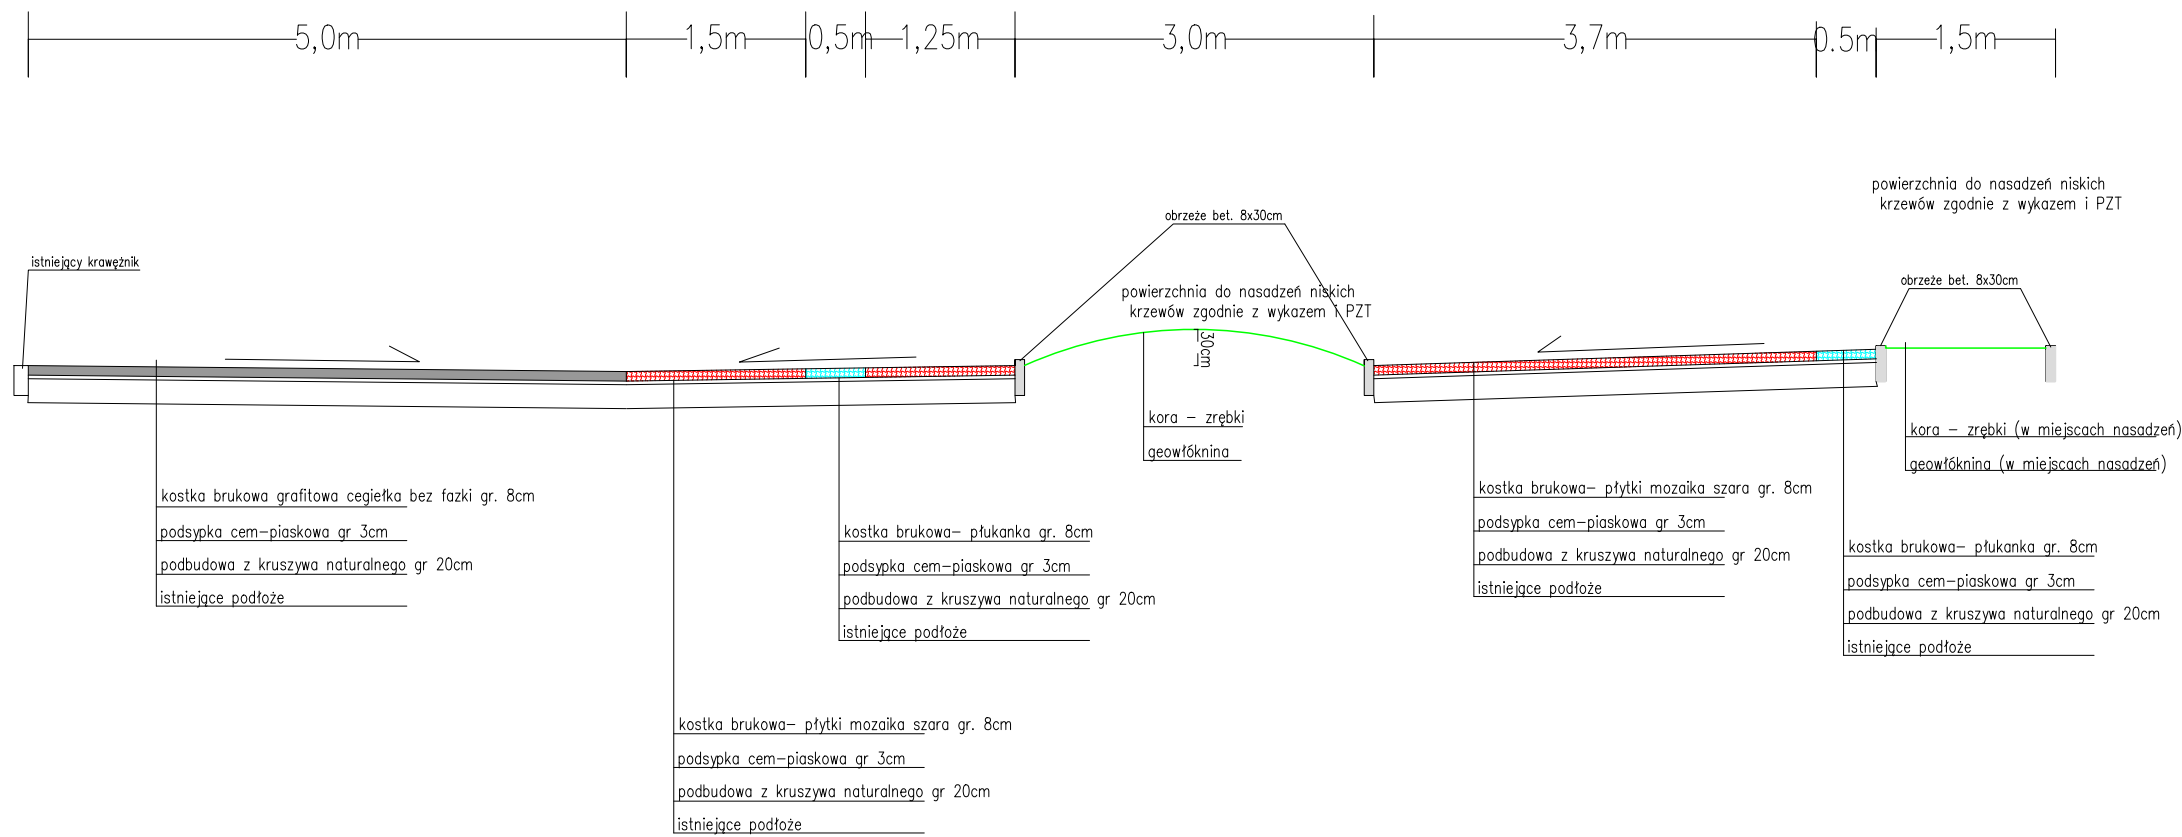 5,0m
1,5m
0,5m
1,25m
3,0m
3,7m
0.5m
1,5m
powierzchnia do nasadzeń niskich
krzewów zgodnie z wykazem i PZT
obrzeże bet. 8x30cm
istniejący krawężnik
obrzeże bet. 8x30cm
powierzchnia do nasadzeń niskich
krzewów zgodnie z wykazem i PZT
30cm
kora – zrębki
geowłóknina
kora – zrębki (w miejscach nasadzeń)
geowłóknina (w miejscach nasadzeń)
kostka brukowa grafitowa cegiełka bez fazki gr. 8cm
podsypka cem–piaskowa gr 3cm
podbudowa z kruszywa naturalnego gr 20cm
istniejące podłoże
kostka brukowa– płukanka gr. 8cm
podsypka cem–piaskowa gr 3cm
podbudowa z kruszywa naturalnego gr 20cm
istniejące podłoże
kostka brukowa– płytki mozaika szara gr. 8cm
podsypka cem–piaskowa gr 3cm
podbudowa z kruszywa naturalnego gr 20cm
istniejące podłoże
kostka brukowa– płukanka gr. 8cm
podsypka cem–piaskowa gr 3cm
podbudowa z kruszywa naturalnego gr 20cm
istniejące podłoże
kostka brukowa– płytki mozaika szara gr. 8cm
podsypka cem–piaskowa gr 3cm
podbudowa z kruszywa naturalnego gr 20cm
istniejące podłoże